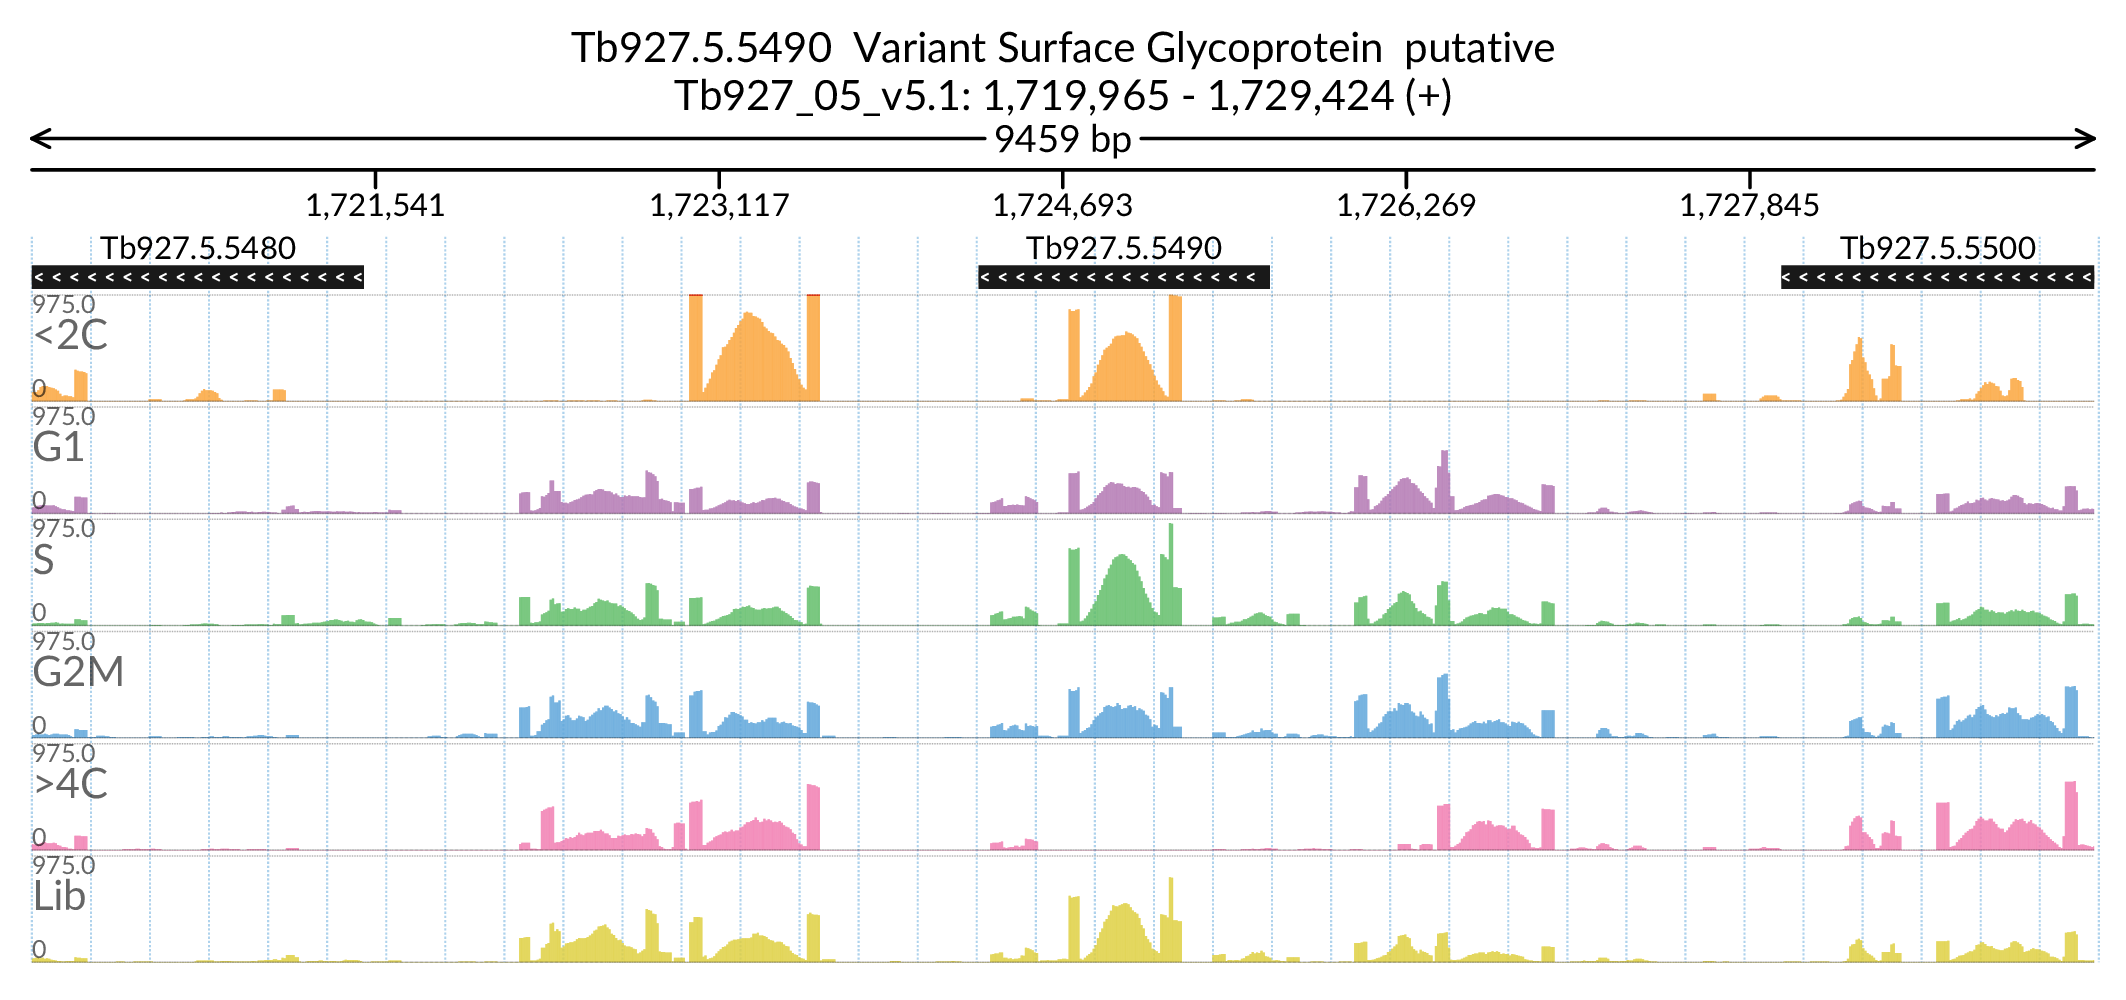 Tb927.5.5490  Variant Surface Glycoprotein  putative
Tb927_05_v5.1: 1,719,965 - 1,729,424 (+)
9459 bp
1,721,541 1,723,117 1,724,693 1,726,269 1,727,845
Tb927.5.5480 Tb927.5.5490 Tb927.5.5500
975.0
<2C
0
975.0
G1
0
975.0
S
0
975.0
G2M
0
975.0
>4C
0
975.0
Lib
0